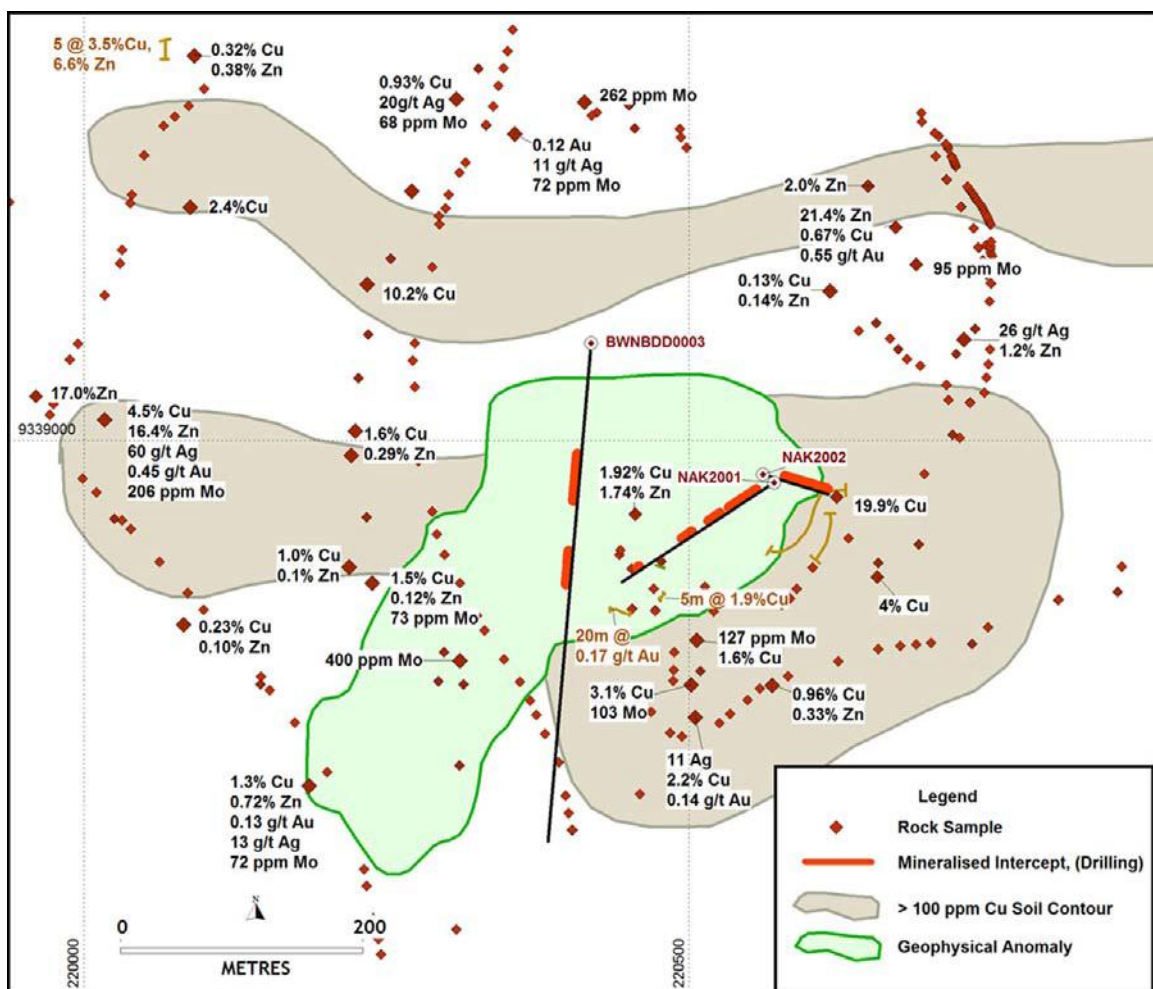 5 @ 3.5%Cu,
6.6% Zn
0.32% Cu
0.38% Zn
0.93% Cu
20g/t Ag
68 ppm Mo
262 ppm Mo
0.12 Au
11 g/t Ag
72 ppm Mo
2.4%Cu
2.0% Zn
21.4% Zn
0.67% Cu
0.55 g/t Au
95 ppm Mo
10.2% Cu
0.13% Cu
0.14% Zn
BWNBDD0003
26 g/t Ag
1.2% Zn
17.0%Zn
9339000
4.5% Cu
16.4% Zn
60 g/t Ag
0.45 g/t Au
206 ppm Mo
1.6% Cu
0.29% Zn
NAK2002
NAK2001
1.92% Cu
1.74% Zn
19.9% Cu
1.0% Cu
0.1% Zn
1.5% Cu
0.12% Zn
73 ppm Mo
4% Cu
5m @ 1.9%Cu
0.23% Cu
0.10% Zn
20m @
0.17 g/t Au
127 ppm Mo
1.6% Cu
400 ppm Mo
3.1% Cu
103 Mo
0.96% Cu
0.33% Zn
11 Ag
2.2% Cu
0.14 g/t Au
1.3% Cu
0.72% Zn
0.13 g/t Au
13 g/t Ag
72 ppm Mo
Legend
Rock Sample
Mineralised Intercept, (Drilling)
> 100 ppm Cu Soil Contour
Geophysical Anomaly
N
0
200
METRES
220000
220500